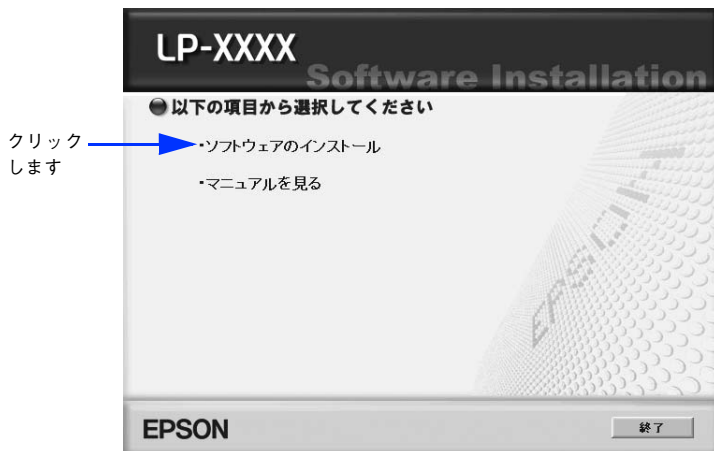 LP-XXXX
Software Installation
以下の項目から選択してください
クリック
します
・ソフトウェアのインストール
・マニュアルを見る
EPSON
EPSON
終了